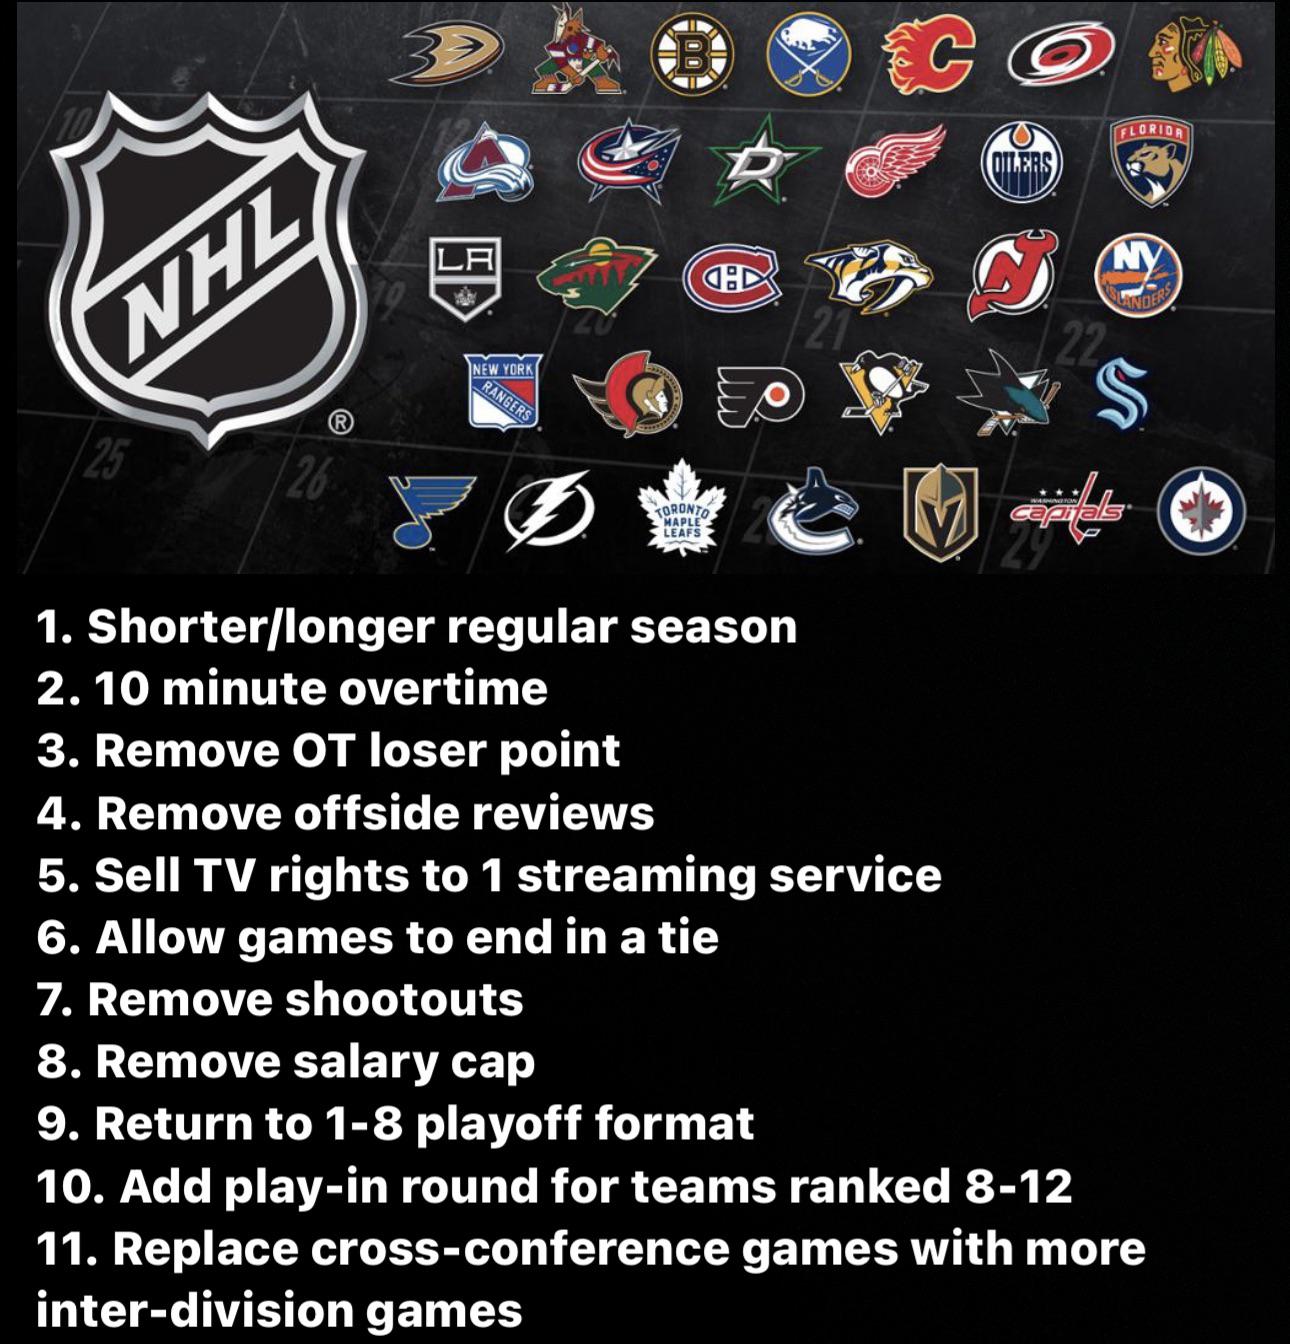 NHL
®
B
FLORIDA
OILERS
D
LA
NY
ISLANDERS
NEW YORK
RANGERS
TORONTO
MAPLE
LEAFS
WASHINGTON
capitals
10
19
20
21
22
25
26
29
1. Shorter/longer regular season
2. 10 minute overtime
3. Remove OT loser point
4. Remove offside reviews
5. Sell TV rights to 1 streaming service
6. Allow games to end in a tie
7. Remove shootouts
8. Remove salary cap
9. Return to 1-8 playoff format
10. Add play-in round for teams ranked 8-12
11. Replace cross-conference games with more
inter-division games